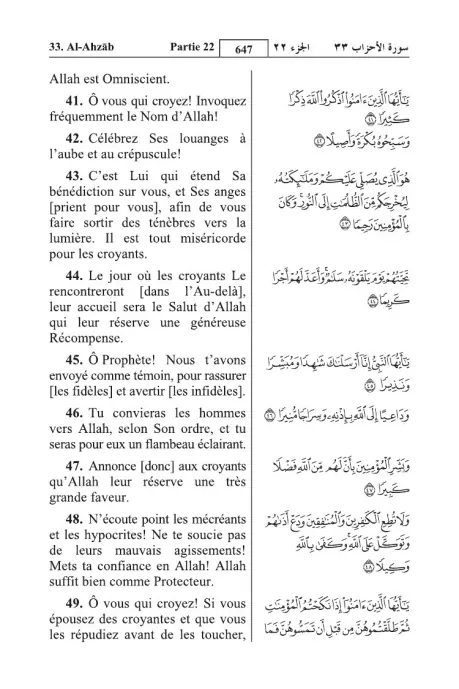 33. Al-Ahzāb Partie 22 647 الجزء ٢٢ سورة الأحزاب ٣٣
Allah est Omniscient.
41. Ô vous qui croyez! Invoquez
fréquemment le Nom d'Allah!
42. Célébrez Ses louanges à
l'aube et au crépuscule!
43. C'est Lui qui étend Sa
bénédiction sur vous, et Ses anges
[prient pour vous], afin de vous
faire sortir des ténèbres vers la
lumière. Il est tout miséricorde
pour les croyants.
44. Le jour où les croyants Le
rencontreront [dans l'Au-delà],
leur accueil sera le Salut d'Allah
qui leur réserve une généreuse
Récompense.
45. Ô Prophète! Nous t'avons
envoyé comme témoin, pour rassurer
[les fidèles] et avertir [les infidèles].
46. Tu convieras les hommes
vers Allah, selon Son ordre, et tu
seras pour eux un flambeau éclairant.
47. Annonce [donc] aux croyants
qu'Allah leur réserve une très
grande faveur.
48. N'écoute point les mécréants
et les hypocrites! Ne te soucie pas
de leurs mauvais agissements!
Mets ta confiance en Allah! Allah
suffit bien comme Protecteur.
49. Ô vous qui croyez! Si vous
épousez des croyantes et que vous
les répudiez avant de les toucher,
يَـٰٓأَيُّهَا ٱلَّذِينَ ءَامَنُوا۟ ٱذْكُرُوا۟ ٱللَّهَ ذِكْرًا
كَثِيرًا ٤١
وَسَبِّحُوهُ بُكْرَةً وَأَصِيلًا ٤٢
هُوَ ٱلَّذِى يُصَلِّى عَلَيْكُمْ وَمَلَـٰٓئِكَتُهُۥ
لِيُخْرِجَكُم مِّنَ ٱلظُّلُمَـٰتِ إِلَى ٱلنُّورِ ۚ وَكَانَ
بِٱلْمُؤْمِنِينَ رَحِيمًا ٤٣
تَحِيَّتُهُمْ يَوْمَ يَلْقَوْنَهُۥ سَلَـٰمٌ ۚ وَأَعَدَّ لَهُمْ أَجْرًا
كَرِيمًا ٤٤
يَـٰٓأَيُّهَا ٱلنَّبِىُّ إِنَّآ أَرْسَلْنَـٰكَ شَـٰهِدًا وَمُبَشِّرًا
وَنَذِيرًا ٤٥
وَدَاعِيًا إِلَى ٱللَّهِ بِإِذْنِهِۦ وَسِرَاجًا مُّنِيرًا ٤٦
وَبَشِّرِ ٱلْمُؤْمِنِينَ بِأَنَّ لَهُم مِّنَ ٱللَّهِ فَضْلًا
كَبِيرًا ٤٧
وَلَا تُطِعِ ٱلْكَـٰفِرِينَ وَٱلْمُنَـٰفِقِينَ وَدَعْ أَذَىٰهُمْ
وَتَوَكَّلْ عَلَى ٱللَّهِ ۚ وَكَفَىٰ بِٱللَّهِ
وَكِيلًا ٤٨
يَـٰٓأَيُّهَا ٱلَّذِينَ ءَامَنُوٓا۟ إِذَا نَكَحْتُمُ ٱلْمُؤْمِنَـٰتِ
ثُمَّ طَلَّقْتُمُوهُنَّ مِن قَبْلِ أَن تَمَسُّوهُنَّ فَمَا